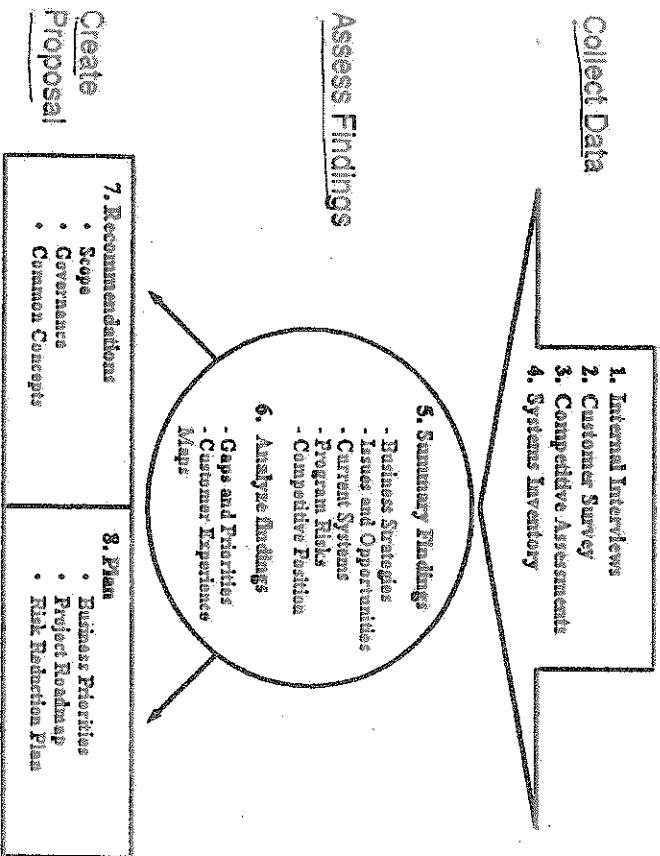 Collect Data
1. Internal Interviews
2. Customer Survey
3. Competitive Assessments
4. Systems Inventory
Assess Findings
5. Summary Findings
- Business Strategies
- Issues and Opportunities
- Current Systems
- Program Risks
- Competitive Position
6. Analyze findings
- Gaps and Priorities
- Customer Experience
Maps
Create
Proposal
7. Recommendations
• Scope
• Governance
• Common Concepts
8. Plan
• Business Priorities
• Project Roadmap
• Risk Reduction Plan